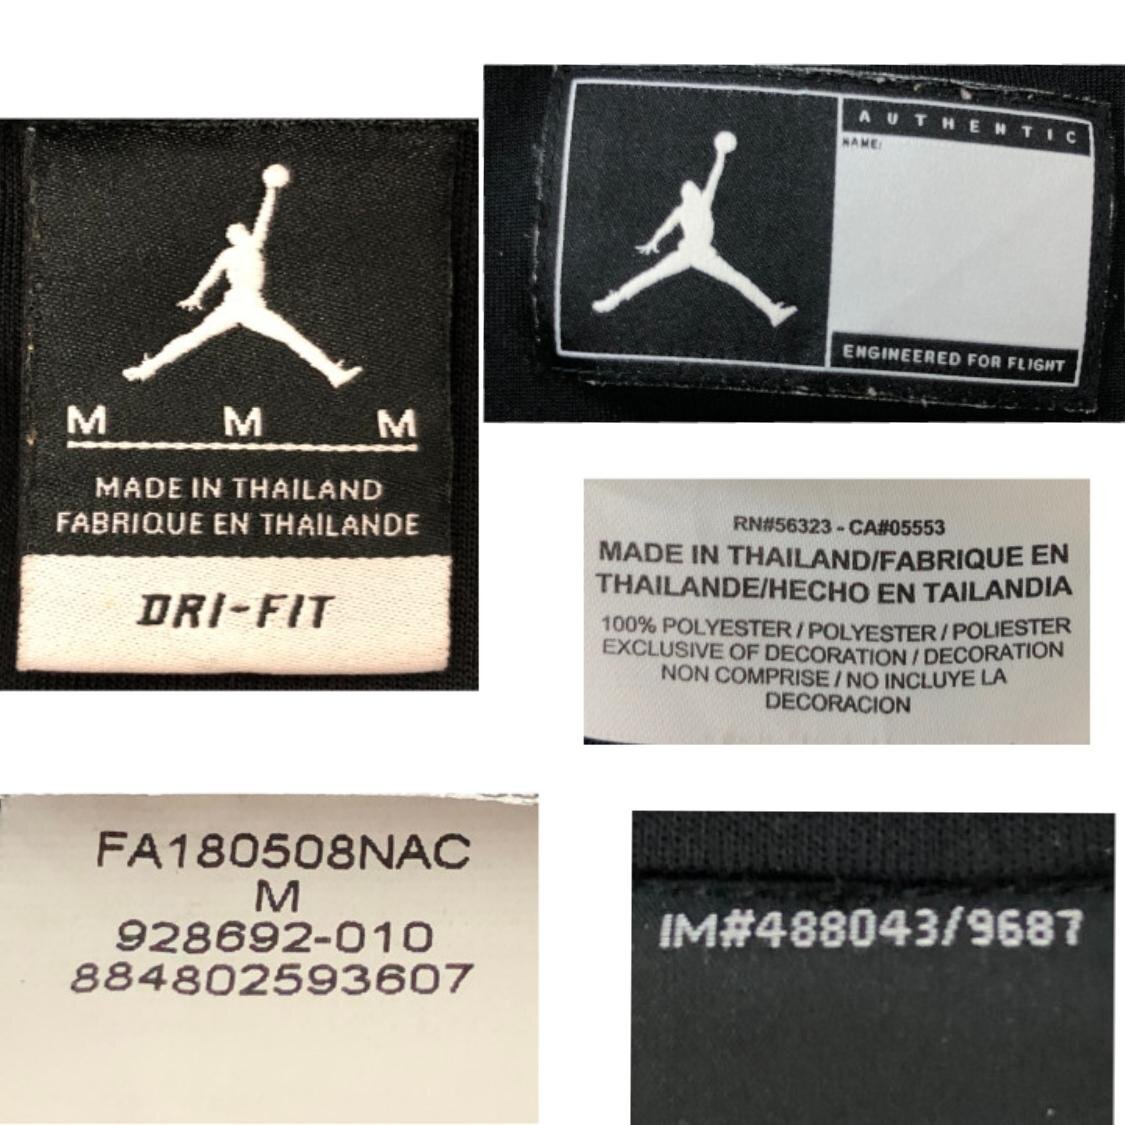 M M M
MADE IN THAILAND
FABRIQUE EN THAILANDE
DRI-FIT
AUTHENTIC
NAME:
ENGINEERED FOR FLIGHT
RN#56323 - CA#05553
MADE IN THAILAND/FABRIQUE EN
THAILANDE/HECHO EN TAILANDIA
100% POLYESTER / POLYESTER / POLIESTER
EXCLUSIVE OF DECORATION / DECORATION
NON COMPRISE / NO INCLUYE LA
DECORACION
FA180508NAC
M
928692-010
884802593607
IM#488043/9687